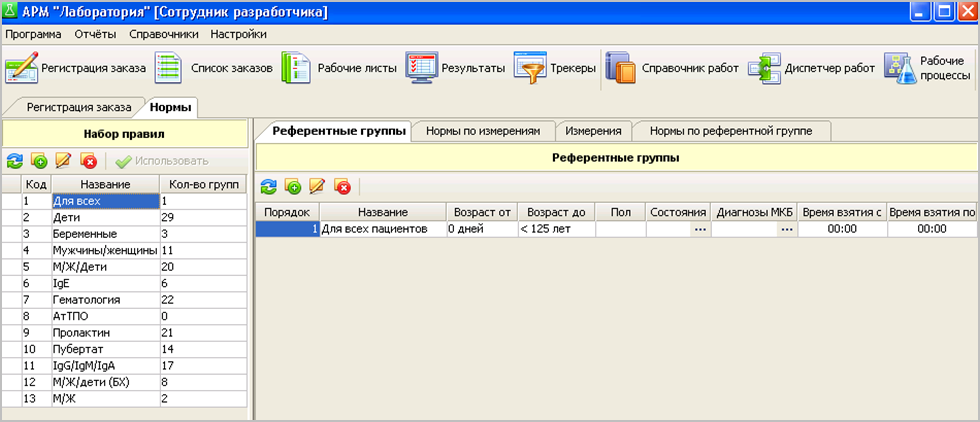 АРМ "Лаборатория" [Сотрудник разработчика]
Программа Отчёты Справочники Настройки
Регистрация заказа Список заказов Рабочие листы Результаты Трекеры Справочник работ Диспетчер работ Рабочие процессы
Регистрация заказа Нормы
Набор правил
Использовать
Код Название Кол-во групп
1 Для всех 1
2 Дети 29
3 Беременные 3
4 Мужчины/женщины 11
5 М/Ж/Дети 20
6 IgE 6
7 Гематология 22
8 АтТПО 0
9 Пролактин 21
10 Пубертат 14
11 IgG/IgM/IgA 17
12 М/Ж/дети (БХ) 8
13 М/Ж 2
Референтные группы Нормы по измерениям Измерения Нормы по референтной группе
Референтные группы
Порядок Название Возраст от Возраст до Пол Состояния Диагнозы МКБ Время взятия с Время взятия по
1 Для всех пациентов 0 дней < 125 лет ... ... 00:00 00:00